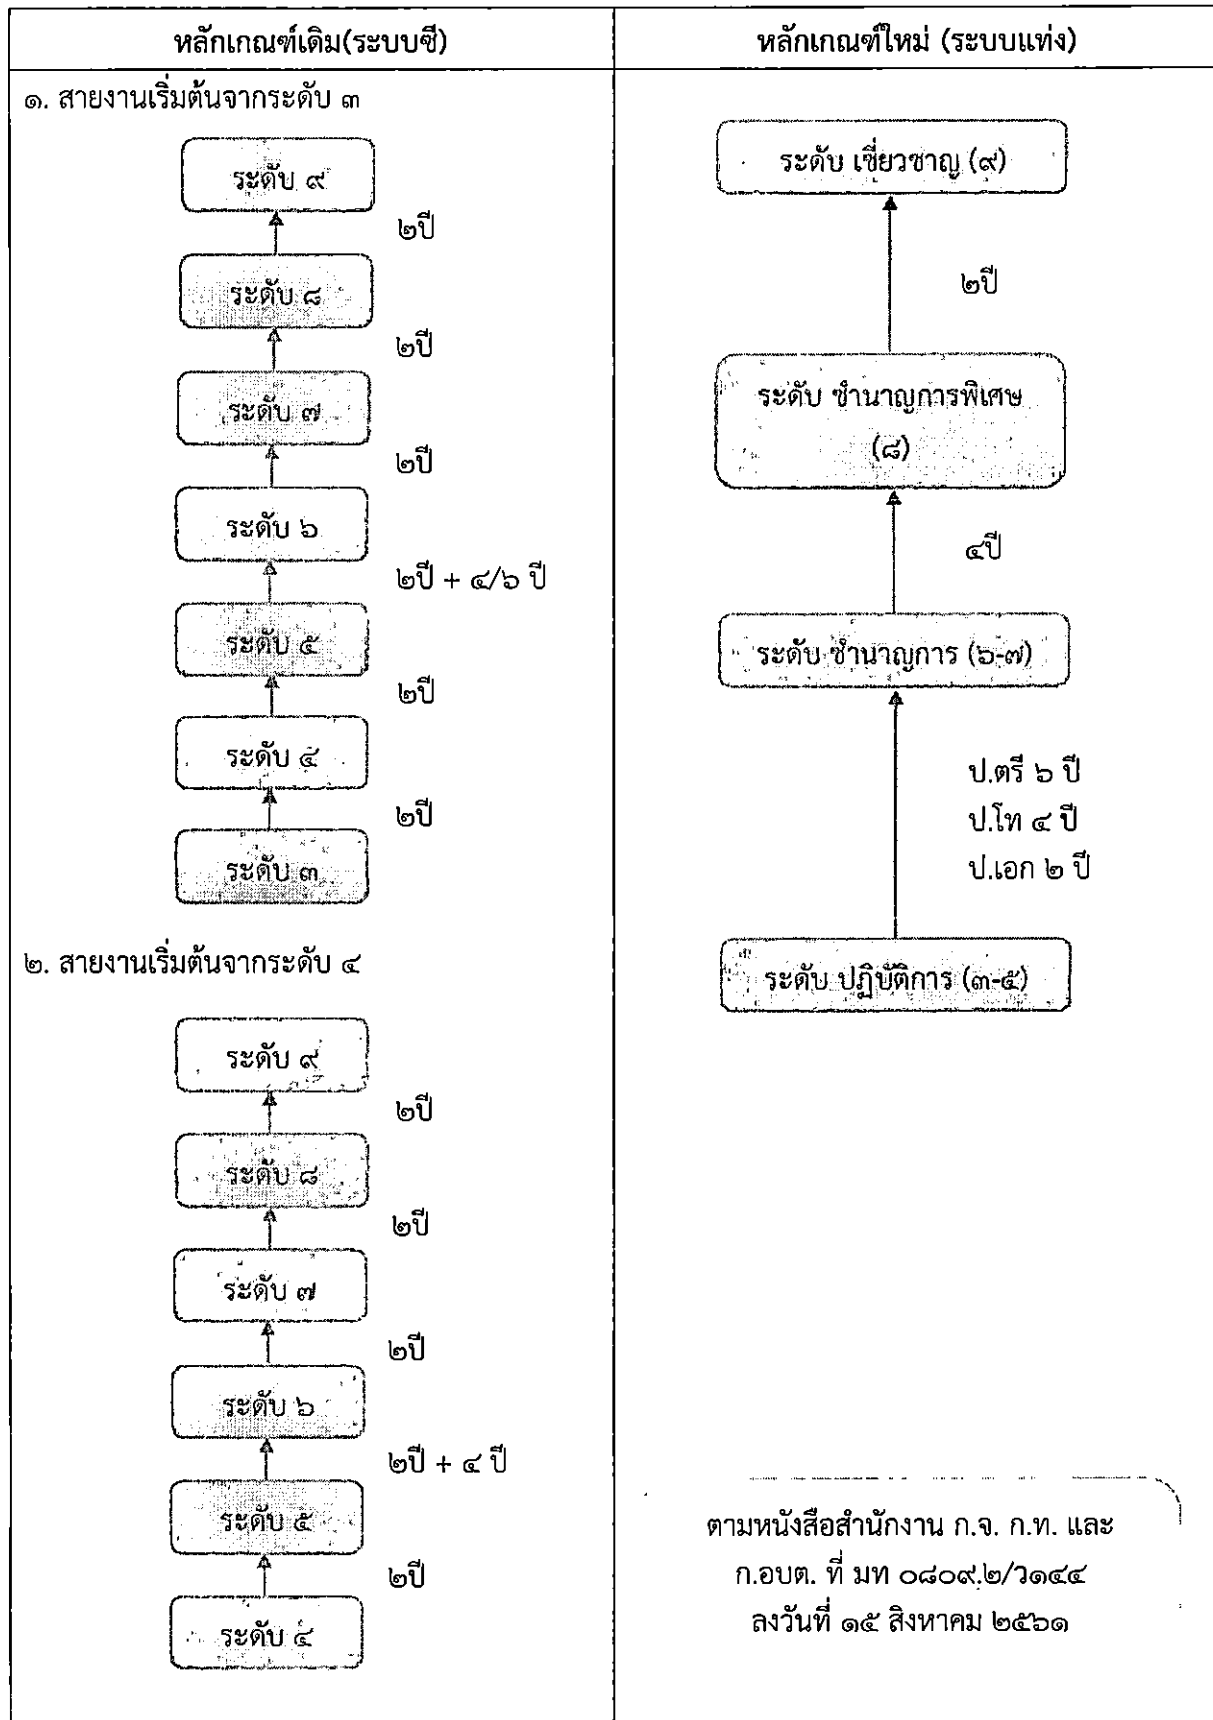 หลักเกณฑ์เดิม(ระบบซี)
๑. สายงานเริ่มต้นจากระดับ ๓
ระดับ ๙
๒ปี
ระดับ ๘
๒ปี
ระดับ ๗
๒ปี
ระดับ ๖
๒ปี + ๔/๖ ปี
ระดับ ๕
๒ปี
ระดับ ๔
๒ปี
ระดับ ๓
๒. สายงานเริ่มต้นจากระดับ ๔
ระดับ ๙
๒ปี
ระดับ ๘
๒ปี
ระดับ ๗
๒ปี
ระดับ ๖
๒ปี + ๔ ปี
ระดับ ๕
๒ปี
ระดับ ๔
หลักเกณฑ์ใหม่ (ระบบแท่ง)
ระดับ เชี่ยวชาญ (๙)
๒ปี
ระดับ ชำนาญการพิเศษ
(๘)
๔ปี
ระดับ ชำนาญการ (๖-๗)
ป.ตรี ๖ ปี
ป.โท ๔ ปี
ป.เอก ๒ ปี
ระดับ ปฏิบัติการ (๓-๕)
ตามหนังสือสำนักงาน ก.จ. ก.ท. และ
ก.อบต. ที่ มท ๐๘๐๙.๒/ว๑๔๔
ลงวันที่ ๑๕ สิงหาคม ๒๕๖๑